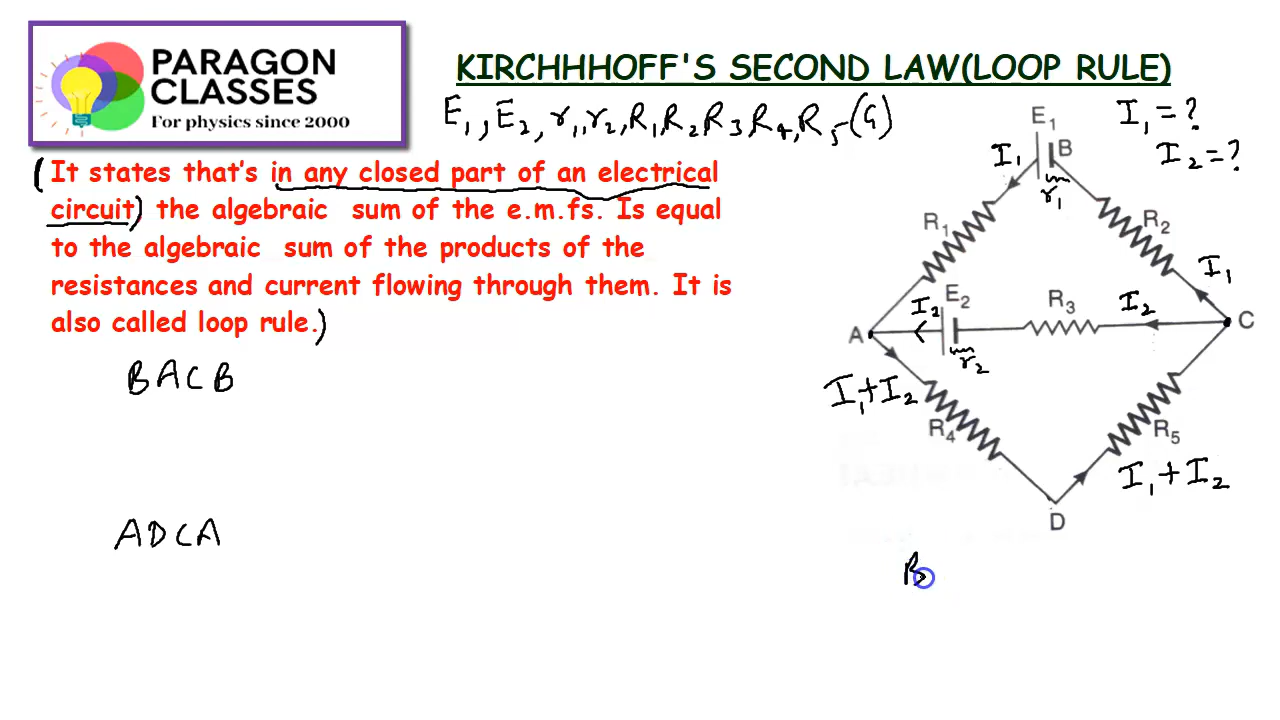 PARAGON
CLASSES
For physics since 2000
KIRCHHHOFF'S SECOND LAW(LOOP RULE)
E₁, E₂, r₁, r₂, R₁, R₂ R₃ R₄, R₅ (G)
I₁ = ?
I₂ = ?
(It states that's in any closed part of an electrical
circuit) the algebraic sum of the e.m.fs. Is equal
to the algebraic sum of the products of the
resistances and current flowing through them. It is
also called loop rule.)
BACB
ADCA
E₁
I₁
B
r₁
R₁
R₂
I₁
I₂
E₂
R₃
I₂
A
C
r₂
I₁+I₂
R₄
R₅
I₁+I₂
D
B